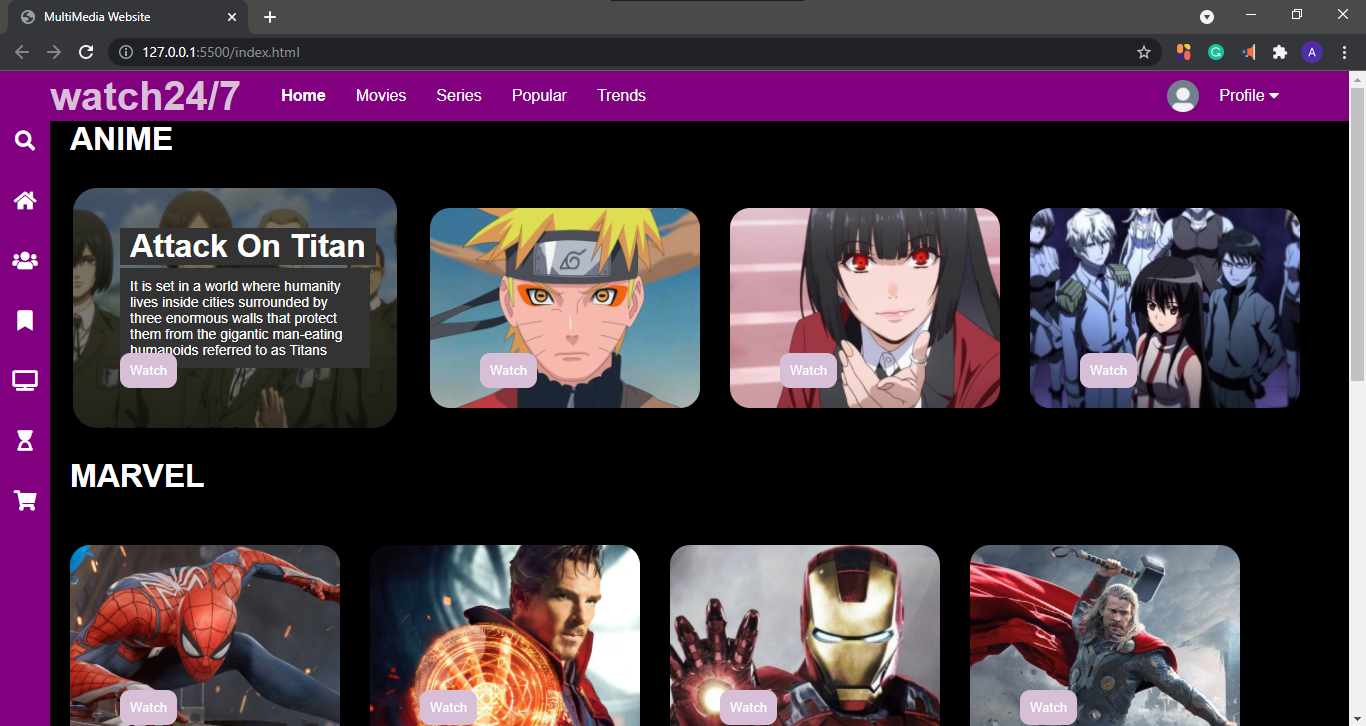 MultiMedia Website
127.0.0.1:5500/index.html
A
watch24/7
Home
Movies
Series
Popular
Trends
Profile
ANIME
Attack On Titan
It is set in a world where humanity
lives inside cities surrounded by
three enormous walls that protect
them from the gigantic man-eating
humanoids referred to as Titans
Watch
Watch
Watch
Watch
MARVEL
Watch
Watch
Watch
Watch